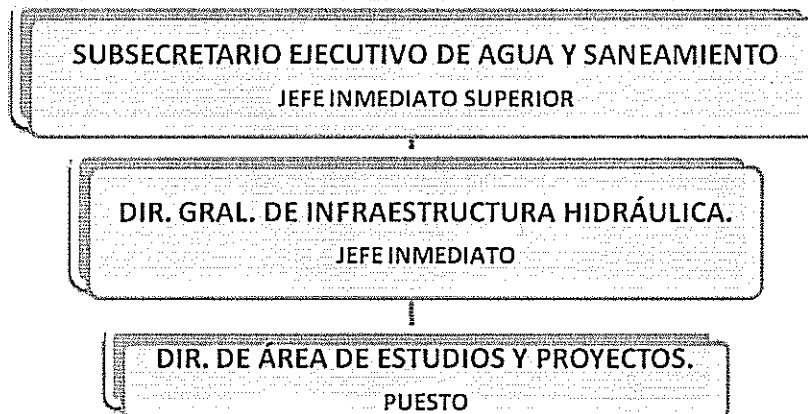 SUBSECRETARIO EJECUTIVO DE AGUA Y SANEAMIENTO
JEFE INMEDIATO SUPERIOR
DIR. GRAL. DE INFRAESTRUCTURA HIDRÁULICA.
JEFE INMEDIATO
DIR. DE ÁREA DE ESTUDIOS Y PROYECTOS.
PUESTO